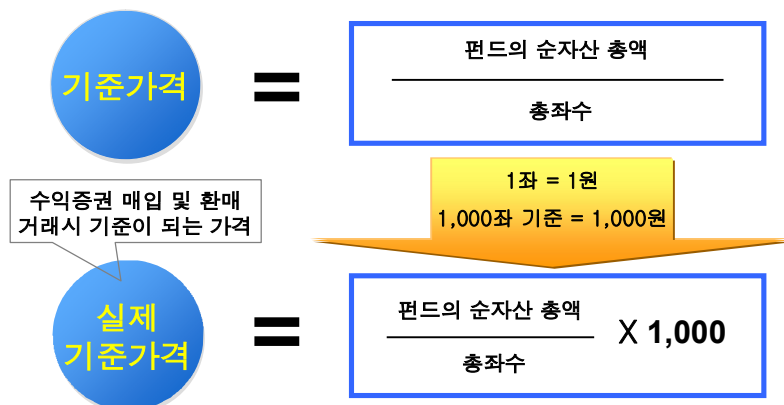 기준가격
=
펀드의 순자산 총액
총좌수
1좌 = 1원
1,000좌 기준 = 1,000원
수익증권 매입 및 환매
거래시 기준이 되는 가격
실제
기준가격
=
펀드의 순자산 총액
총좌수
X 1,000